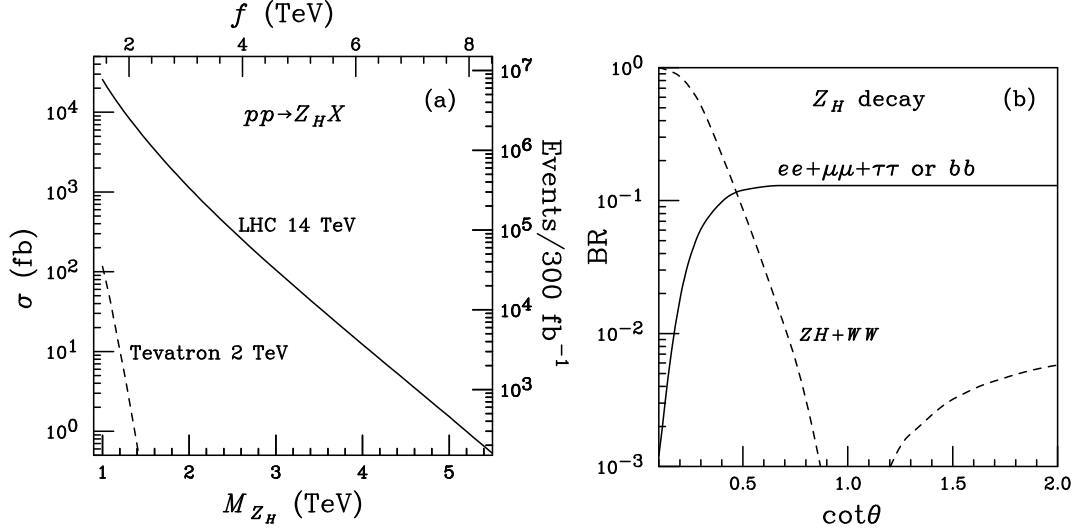 f (TeV)
2 4 6 8
(a)
pp→Z_H X
LHC 14 TeV
Tevatron 2 TeV
σ (fb)
10^4
10^3
10^2
10^1
10^0
Events/300 fb^−1
10^7
10^6
10^5
10^4
10^3
1 2 3 4 5
M_{Z_H} (TeV)
Z_H decay (b)
ee+μμ+ττ or bb
ZH+WW
BR
10^0
10^−1
10^−2
10^−3
0.5 1.0 1.5 2.0
cotθ